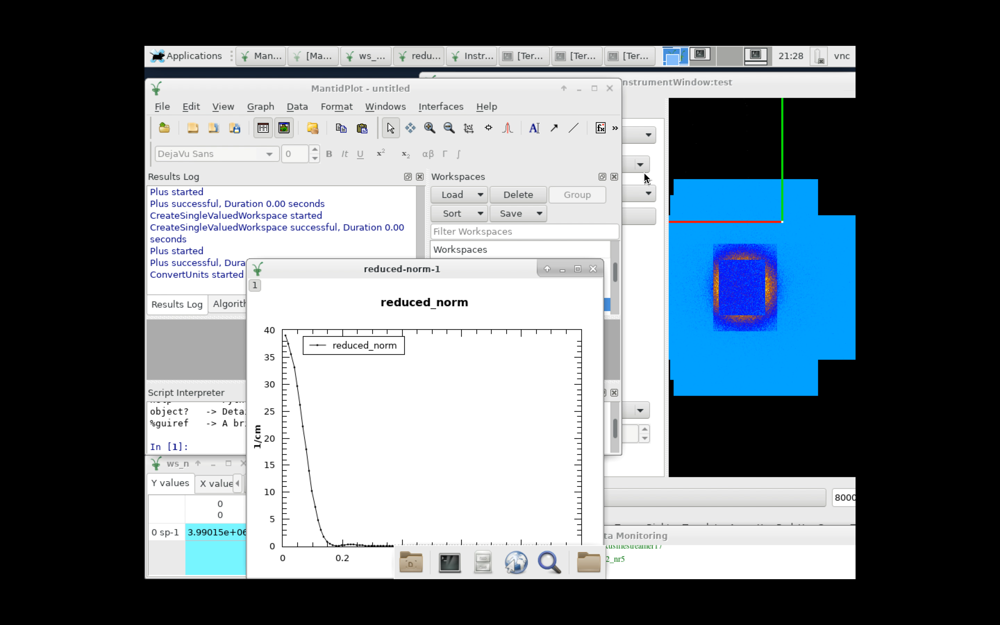 Applications Man... [Ma... ws_... redu... Instr... [Ter... [Ter... [Ter... 21:28 vnc
nstrumentWindow:test
MantidPlot - untitled
File Edit View Graph Data Format Windows Interfaces Help
DejaVu Sans 0 B It U x² x₂ αβ Γ ∫
Results Log
Plus started
Plus successful, Duration 0.00 seconds
CreateSingleValuedWorkspace started
CreateSingleValuedWorkspace successful, Duration 0.00
seconds
Plus started
Plus successful, Dura
ConvertUnits started
Results Log Algorith
Workspaces
Load Delete Group
Sort Save
Filter Workspaces
Workspaces
Script Interpreter
object? -> Deta
%guiref -> A br
In [1]:
ws_n
Y values X value
0
0
0 sp-1 3.99015e+06
reduced-norm-1
1
reduced_norm
reduced_norm
1/cm
40
35
30
25
20
15
10
5
0
0 0.2
8000
ta Monitoring
2_nr5